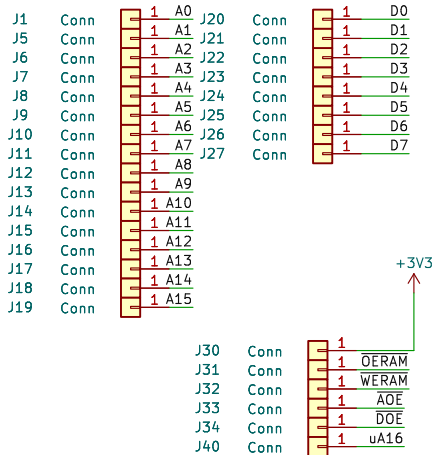 J1 Conn 1 A0
J5 Conn 1 A1
J6 Conn 1 A2
J7 Conn 1 A3
J8 Conn 1 A4
J9 Conn 1 A5
J10 Conn 1 A6
J11 Conn 1 A7
J12 Conn 1 A8
J13 Conn 1 A9
J14 Conn 1 A10
J15 Conn 1 A11
J16 Conn 1 A12
J17 Conn 1 A13
J18 Conn 1 A14
J19 Conn 1 A15
J20 Conn 1 D0
J21 Conn 1 D1
J22 Conn 1 D2
J23 Conn 1 D3
J24 Conn 1 D4
J25 Conn 1 D5
J26 Conn 1 D6
J27 Conn 1 D7
+3V3
J30 Conn 1
J31 Conn 1 OERAM
J32 Conn 1 WERAM
J33 Conn 1 AOE
J34 Conn 1 DOE
J40 Conn 1 uA16